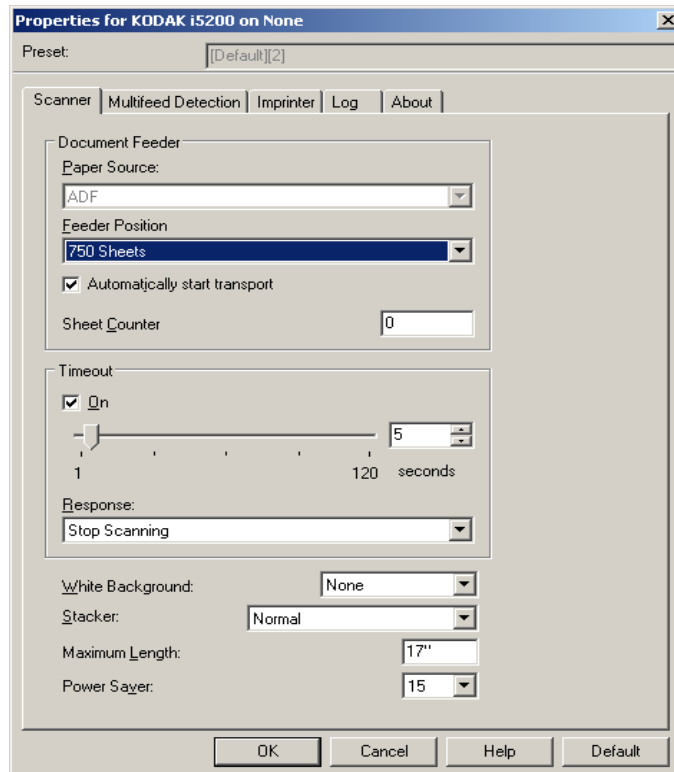 Properties for KODAK i5200 on None
Preset: [Default][2]
Scanner Multifeed Detection Imprinter Log About
Document Feeder
Paper Source:
ADF
Feeder Position
750 Sheets
Automatically start transport
Sheet Counter 0
Timeout
On
5
1 120 seconds
Response:
Stop Scanning
White Background: None
Stacker: Normal
Maximum Length: 17"
Power Saver: 15
OK Cancel Help Default